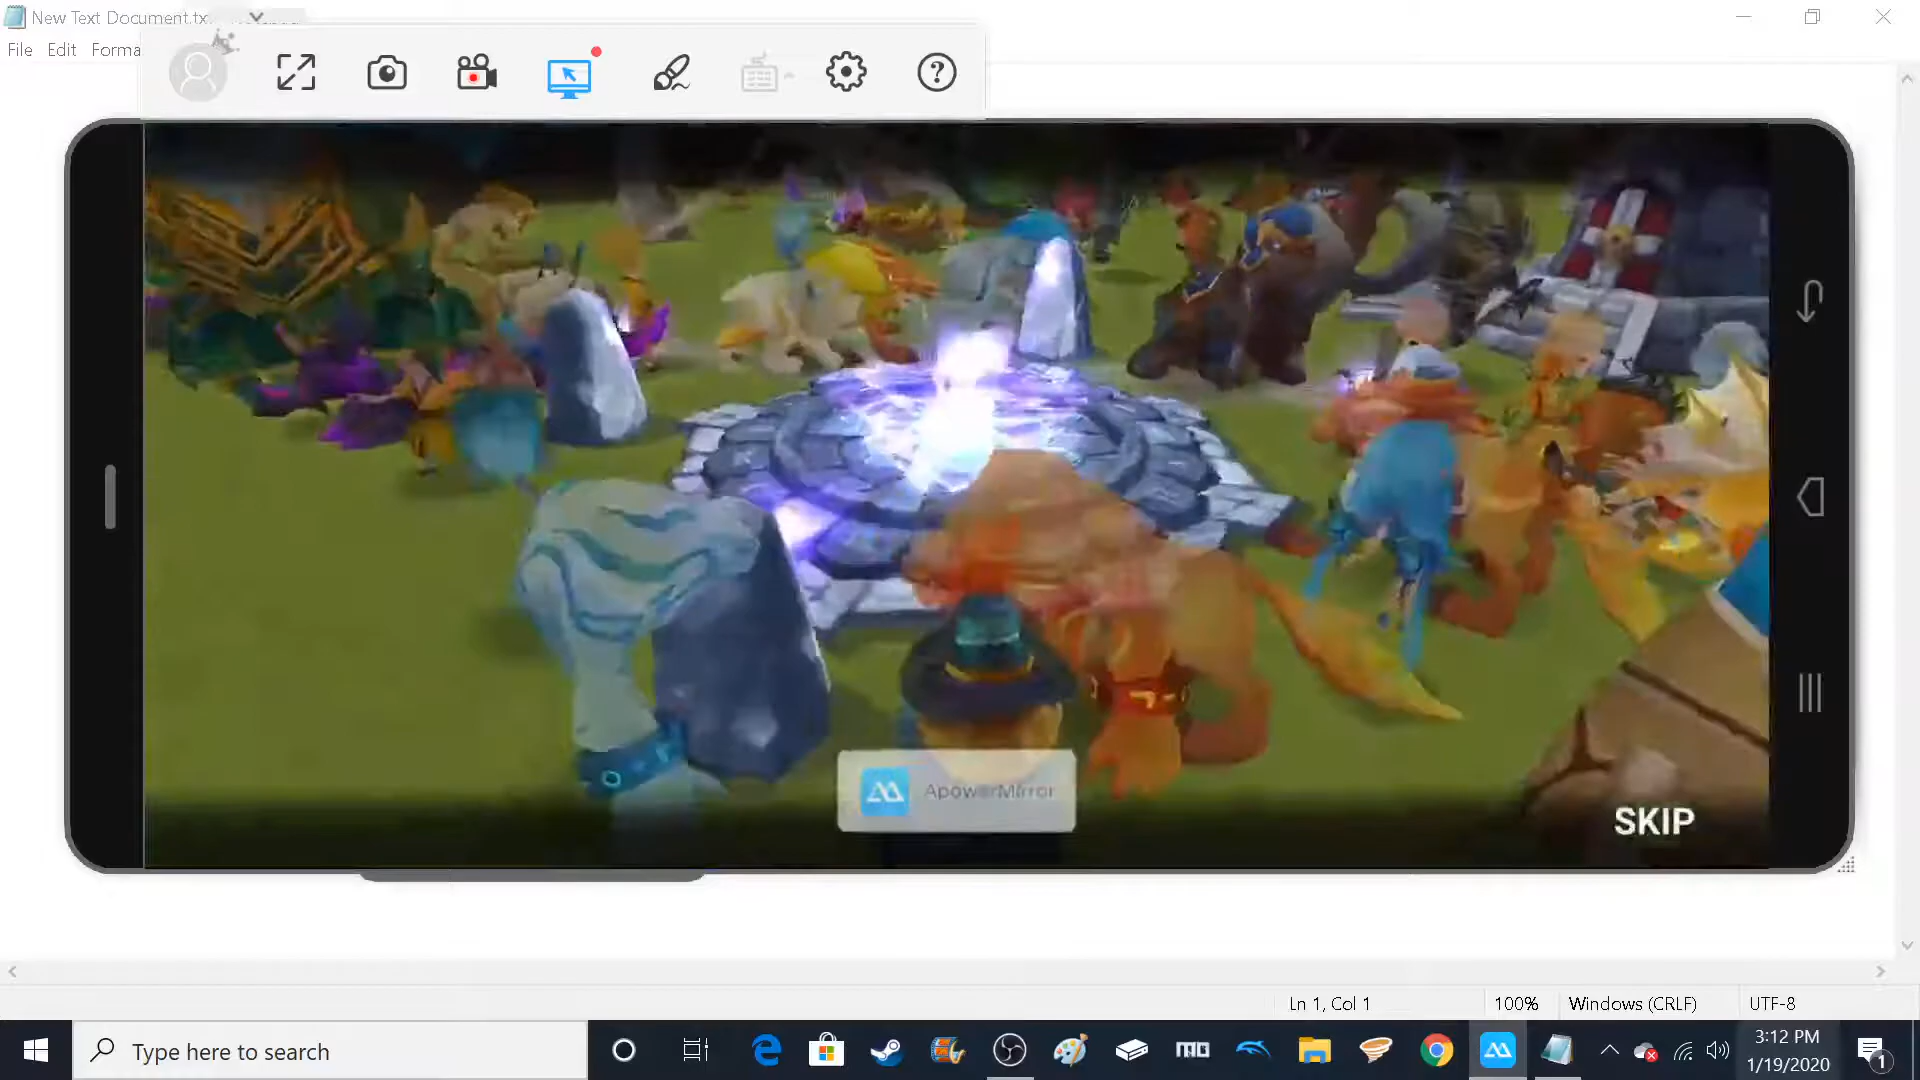 New Text Document.tx
File Edit Forma
ApowerMirror
SKIP
Ln 1, Col 1
100%
Windows (CRLF)
UTF-8
Type here to search
3:12 PM
1/19/2020
1